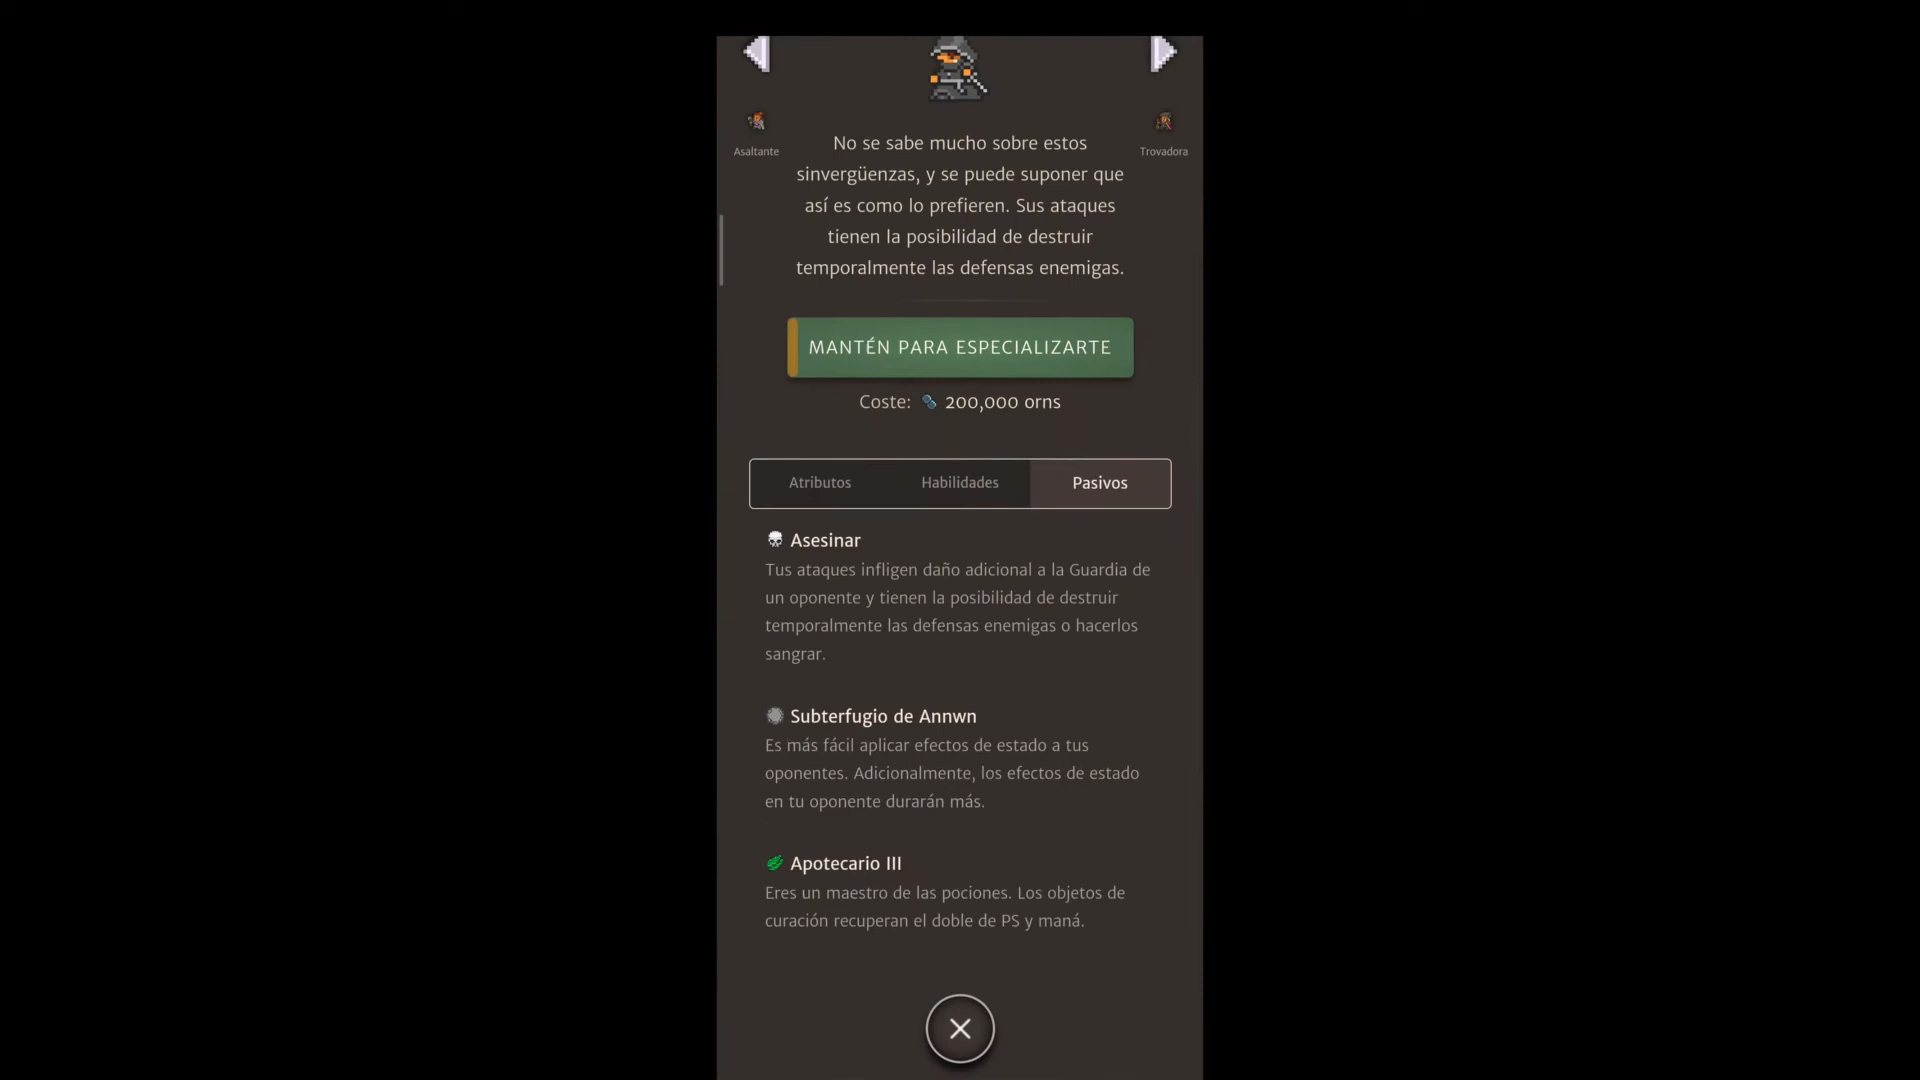 Asaltante
Trovadora
No se sabe mucho sobre estos
sinvergüenzas, y se puede suponer que
así es como lo prefieren. Sus ataques
tienen la posibilidad de destruir
temporalmente las defensas enemigas.
MANTÉN PARA ESPECIALIZARTE
Coste: 200,000 orns
Atributos
Habilidades
Pasivos
Asesinar
Tus ataques infligen daño adicional a la Guardia de
un oponente y tienen la posibilidad de destruir
temporalmente las defensas enemigas o hacerlos
sangrar.
Subterfugio de Annwn
Es más fácil aplicar efectos de estado a tus
oponentes. Adicionalmente, los efectos de estado
en tu oponente durarán más.
Apotecario III
Eres un maestro de las pociones. Los objetos de
curación recuperan el doble de PS y maná.